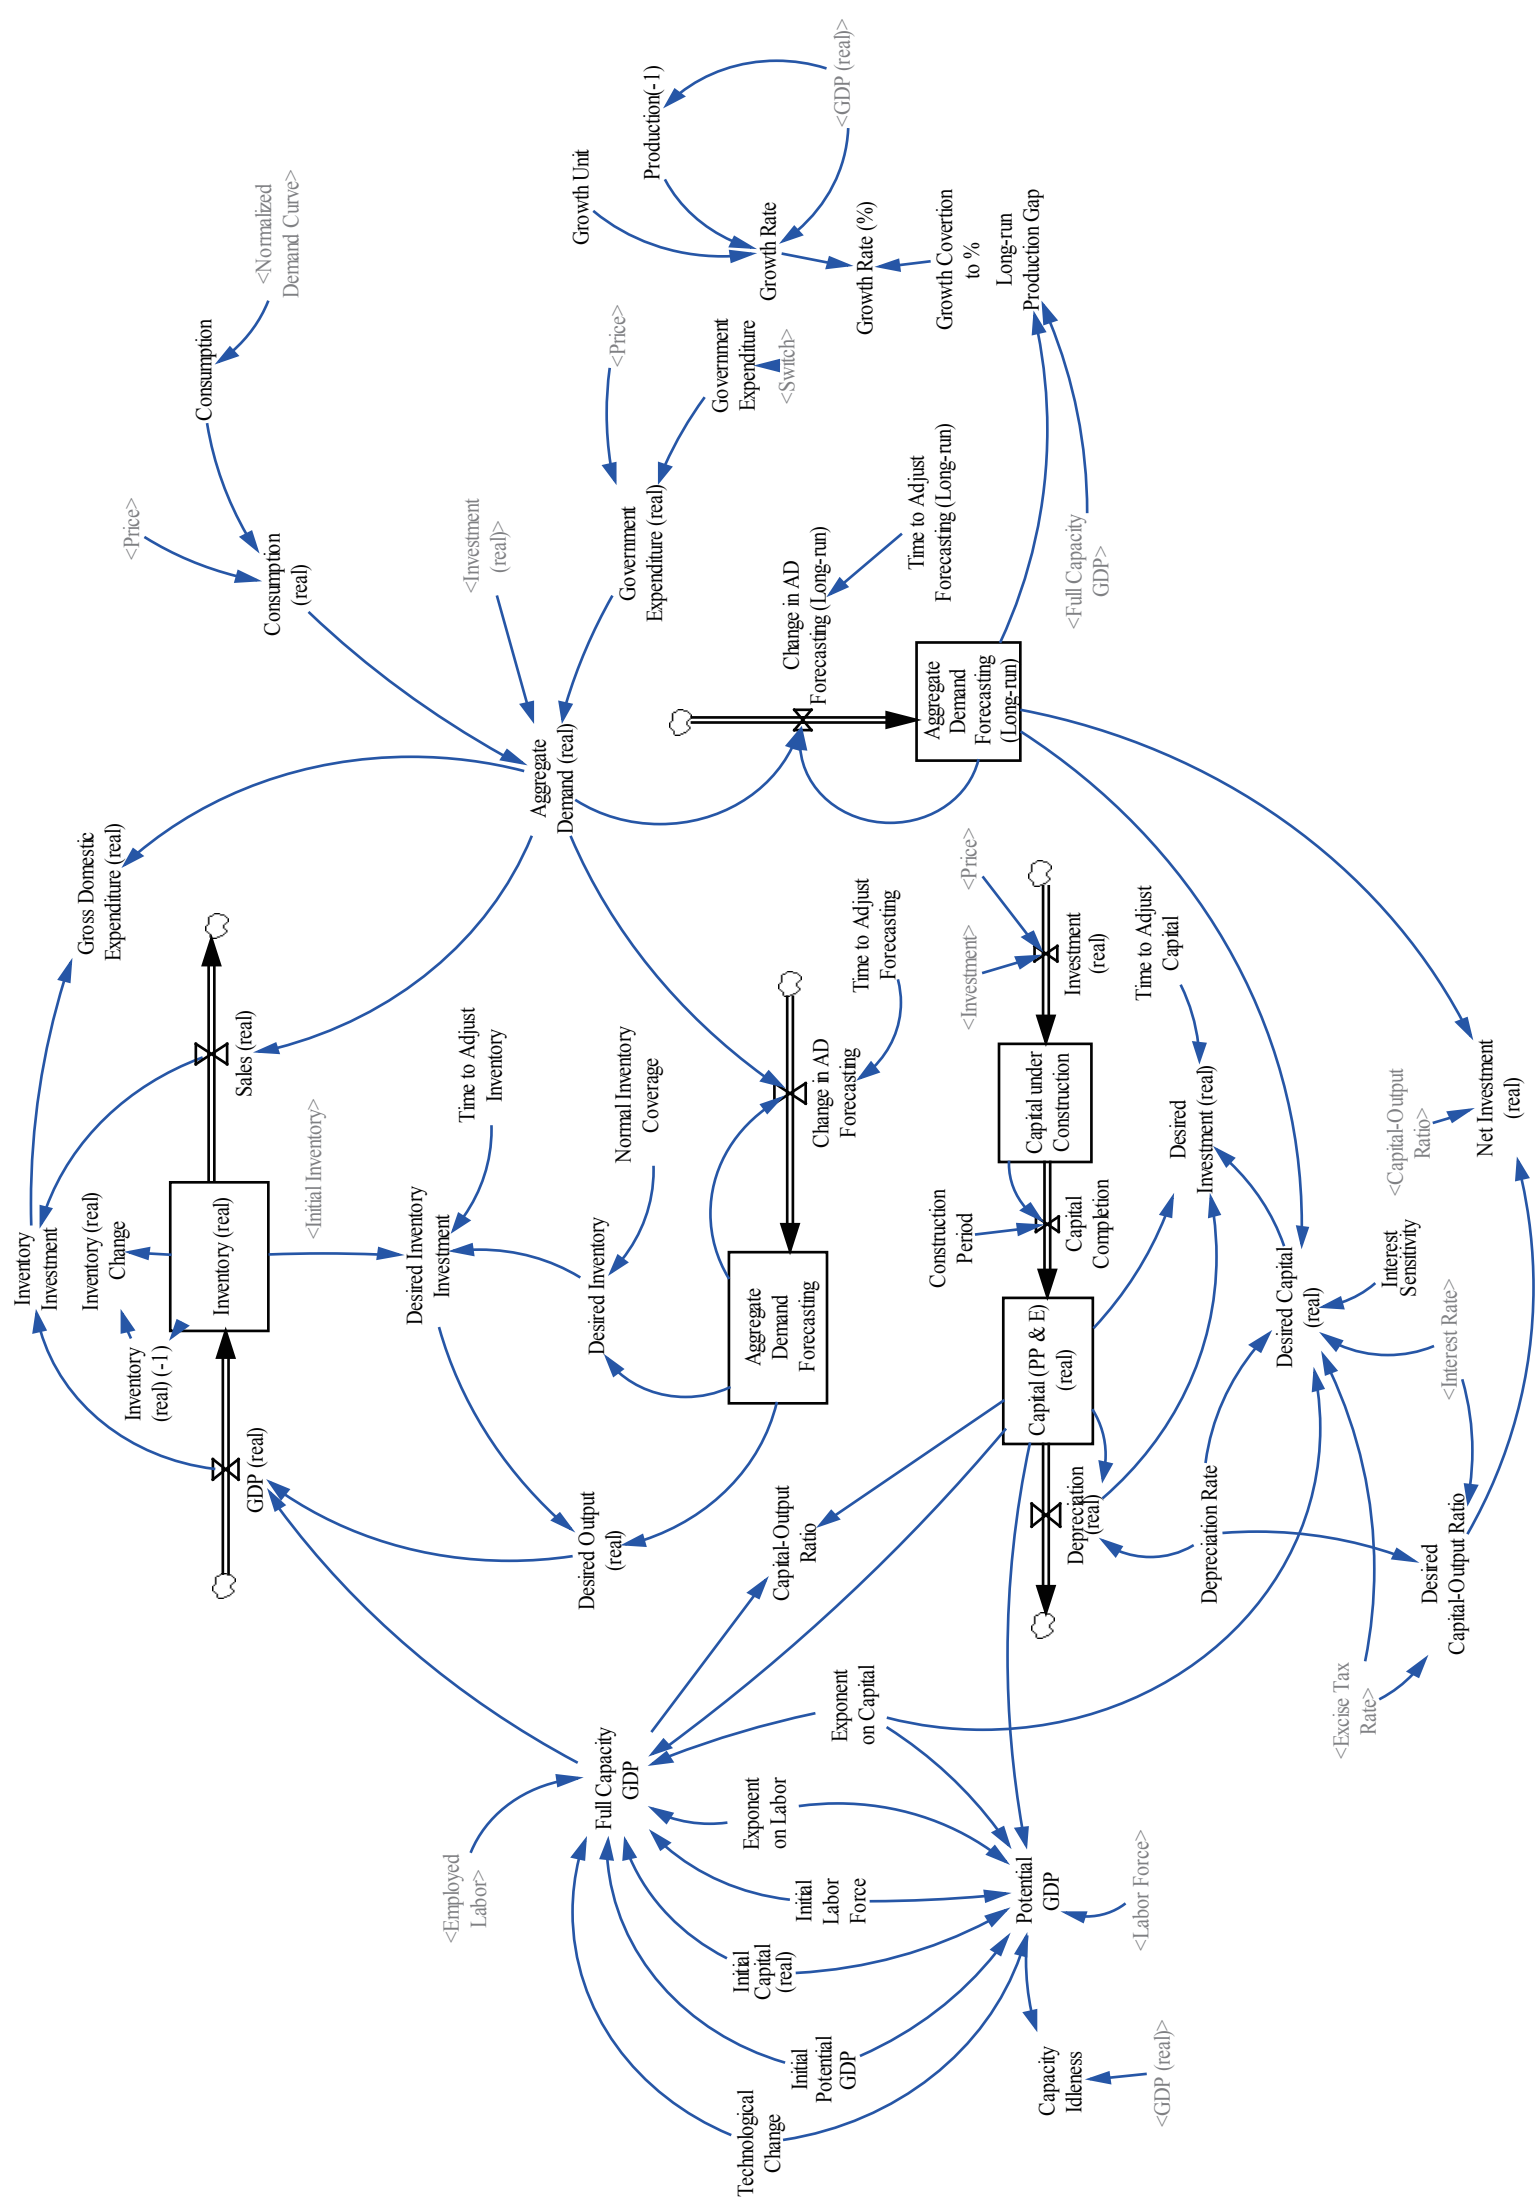 Inventory
Investment
Gross Domestic
Expenditure (real)
Inventory (real)
Change
Inventory
(real) (-1)
<Price>
Consumption
<Normalized
Demand Curve>
GDP (real)
Inventory (real)
Sales (real)
Consumption
(real)
<Initial Inventory>
Desired Inventory
Investment
Time to Adjust
Inventory
<Employed
Labor>
<Investment
(real)>
Aggregate
Demand (real)
Desired Output
(real)
Desired Inventory
Normal Inventory
Coverage
Full Capacity
GDP
Government
Expenditure (real)
<Price>
Growth Unit
Production(-1)
Government
Expenditure
<Switch>
Growth Rate
<GDP (real)>
Technological
Change
Initial
Potential
GDP
Initial
Capital
(real)
Initial
Labor
Force
Exponent
on Labor
Exponent
on Capital
Capital-Output
Ratio
Aggregate
Demand
Forecasting
Change in AD
Forecasting
Time to Adjust
Forecasting
Change in AD
Forecasting (Long-run)
Time to Adjust
Forecasting (Long-run)
Growth Rate (%)
Growth Covertion
to %
Aggregate
Demand
Forecasting
(Long-run)
Long-run
Production Gap
Construction
Period
<Investment>
<Price>
Potential
GDP
Capacity
Idleness
Capital (PP & E)
(real)
Capital under
Construction
Depreciation
(real)
Capital
Completion
Investment
(real)
<Full Capacity
GDP>
<GDP (real)>
<Labor Force>
Time to Adjust
Capital
Desired
Investment (real)
Depreciation Rate
Desired Capital
(real)
<Excise Tax
Rate>
Interest
Sensitivity
<Capital-Output
Ratio>
Desired
Capital-Output Ratio
<Interest Rate>
Net Investment
(real)